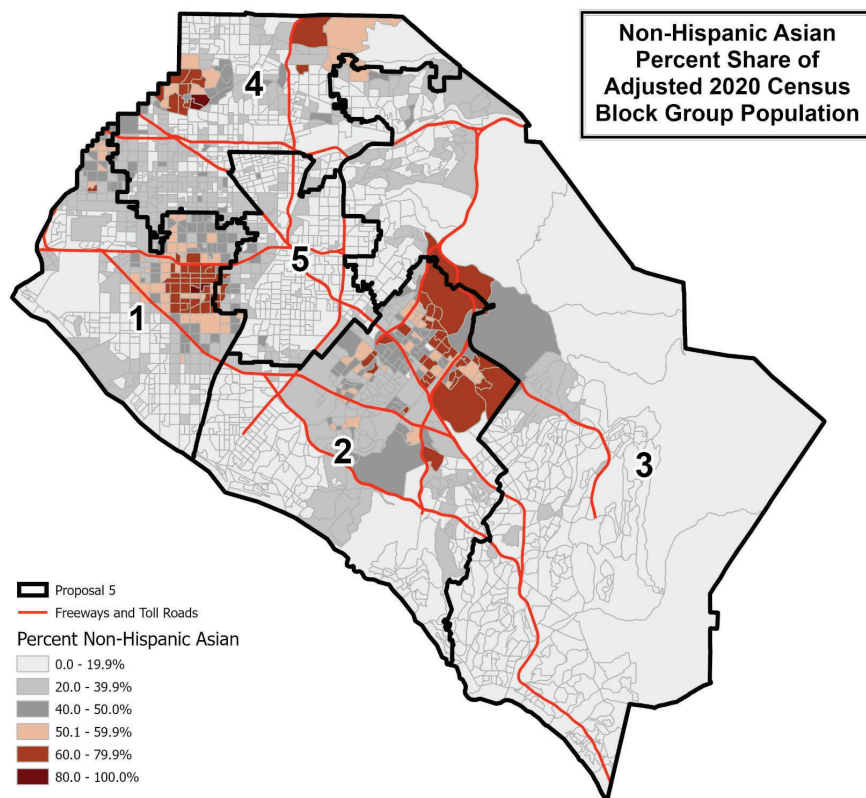 Non-Hispanic Asian
Percent Share of
Adjusted 2020 Census
Block Group Population
4
5
1
2
3
Proposal 5
Freeways and Toll Roads
Percent Non-Hispanic Asian
0.0 - 19.9%
20.0 - 39.9%
40.0 - 50.0%
50.1 - 59.9%
60.0 - 79.9%
80.0 - 100.0%